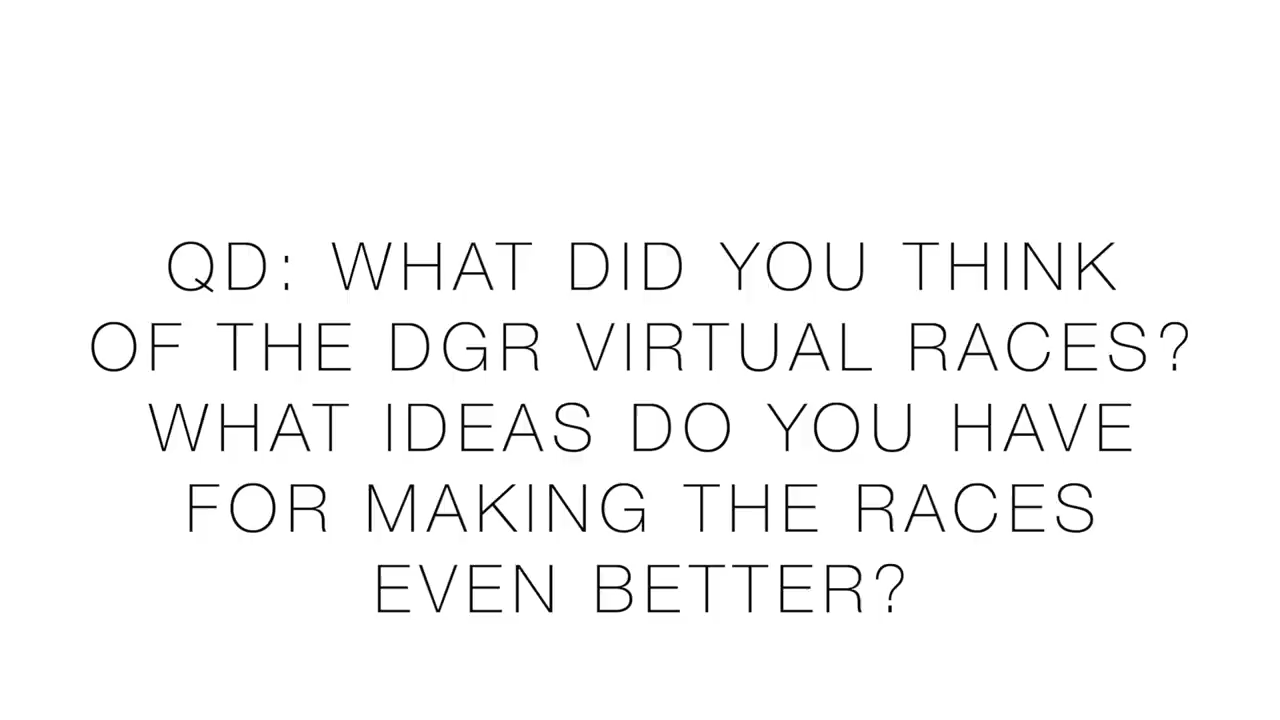 QD: WHAT DID YOU THINK
OF THE DGR VIRTUAL RACES?
WHAT IDEAS DO YOU HAVE
FOR MAKING THE RACES
EVEN BETTER?